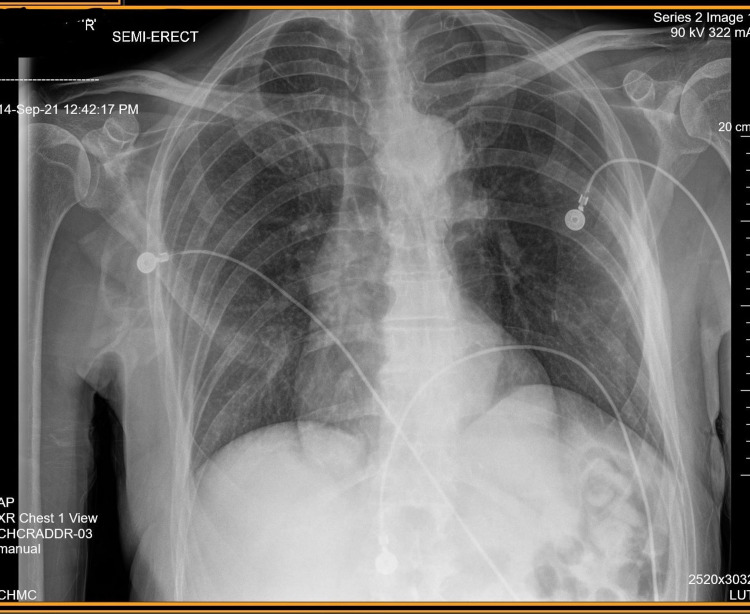 'R'
SEMI-ERECT
Series 2 Image 1
90 kV 322 mA
14-Sep-21 12:42:17 PM
20 cm
AP
XR Chest 1 View
CHCRADDR-03
manual
CHMC
2520x3032
LUT